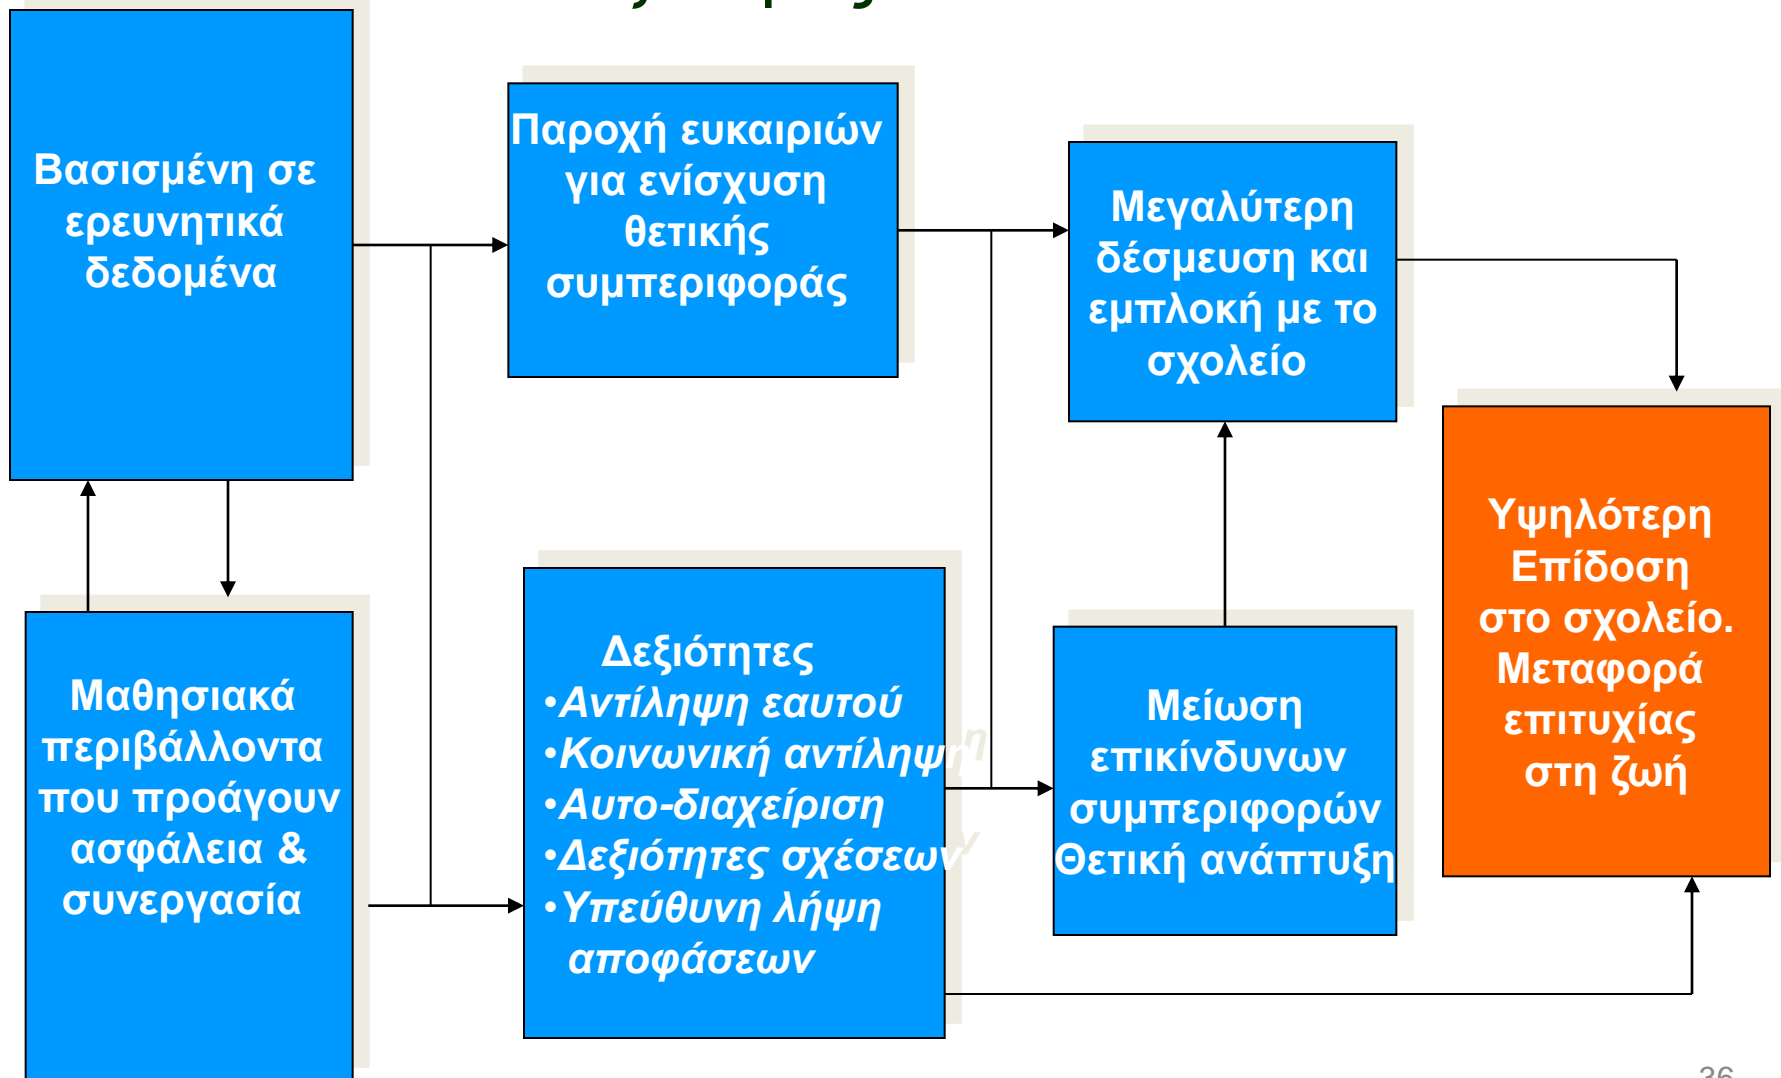 Βασισμένη σε
ερευνητικά
δεδομένα
Παροχή ευκαιριών
για ενίσχυση
θετικής
συμπεριφοράς
Μεγαλύτερη
δέσμευση και
εμπλοκή με το
σχολείο
Μαθησιακά
περιβάλλοντα
που προάγουν
ασφάλεια &
συνεργασία
Δεξιότητες
•Αντίληψη εαυτού
•Κοινωνική αντίληψη
•Αυτο-διαχείριση
•Δεξιότητες σχέσεων
•Υπεύθυνη λήψη
αποφάσεων
Μείωση
επικίνδυνων
συμπεριφορών
Θετική ανάπτυξη
Υψηλότερη
Επίδοση
στο σχολείο.
Μεταφορά
επιτυχίας
στη ζωή
36